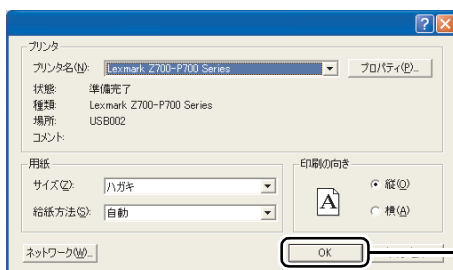 プリンタ
プリンタ名(N): Lexmark Z700-P700 Series プロパティ(P)...
状態: 準備完了
種類: Lexmark Z700-P700 Series
場所: USB002
コメント:
用紙
サイズ(Z): ハガキ
給紙方法(S): 自動
印刷の向き
A
縦(O)
横(A)
ネットワーク(W)...
OK